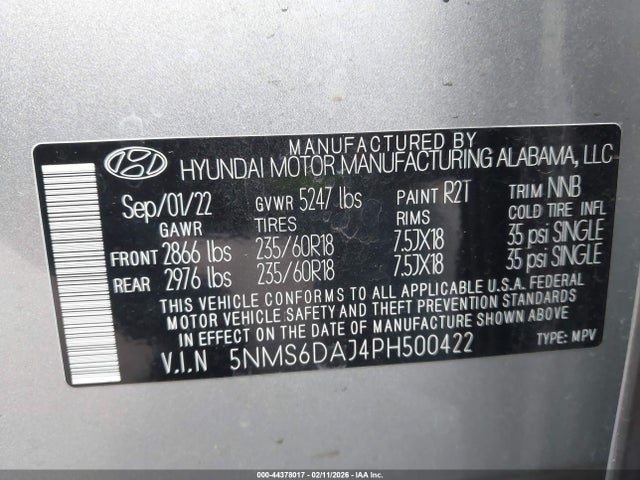 MANUFACTURED BY
HYUNDAI MOTOR MANUFACTURING ALABAMA, LLC
Sep/01/22 GVWR 5247 lbs PAINT R2T TRIM NNB
GAWR TIRES RIMS COLD TIRE INFL
FRONT 2866 lbs 235/60R18 7.5JX18 35 psi SINGLE
REAR 2976 lbs 235/60R18 7.5JX18 35 psi SINGLE
THIS VEHICLE CONFORMS TO ALL APPLICABLE U.S.A. FEDERAL
MOTOR VEHICLE SAFETY AND THEFT PREVENTION STANDARDS
IN EFFECT ON THE DATE OF MANUFACTURE SHOWN ABOVE
V.I.N 5NMS6DAJ4PH500422 TYPE: MPV
000-44378017 - 02/11/2026 - IAA Inc.